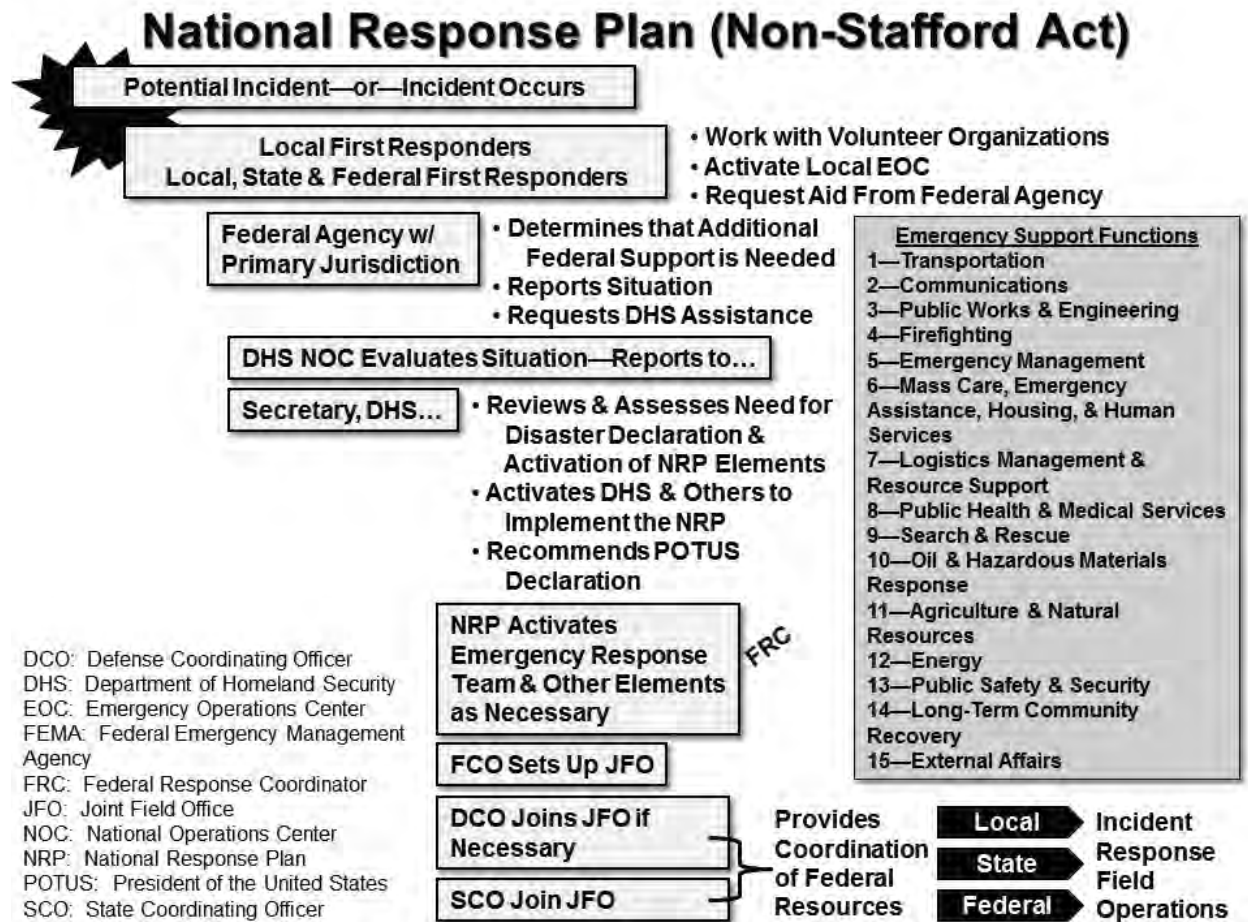 National Response Plan (Non-Stafford Act)
Potential Incident—or—Incident Occurs
Local First Responders
Local, State & Federal First Responders
• Work with Volunteer Organizations
• Activate Local EOC
• Request Aid From Federal Agency
Federal Agency w/
Primary Jurisdiction
• Determines that Additional
Federal Support is Needed
• Reports Situation
• Requests DHS Assistance
DHS NOC Evaluates Situation—Reports to...
Secretary, DHS...
• Reviews & Assesses Need for
Disaster Declaration &
Activation of NRP Elements
• Activates DHS & Others to
Implement the NRP
• Recommends POTUS
Declaration
Emergency Support Functions
1—Transportation
2—Communications
3—Public Works & Engineering
4—Firefighting
5—Emergency Management
6—Mass Care, Emergency
Assistance, Housing, & Human
Services
7—Logistics Management &
Resource Support
8—Public Health & Medical Services
9—Search & Rescue
10—Oil & Hazardous Materials
Response
11—Agriculture & Natural
Resources
12—Energy
13—Public Safety & Security
14—Long-Term Community
Recovery
15—External Affairs
NRP Activates
Emergency Response
Team & Other Elements
as Necessary
FRC
FCO Sets Up JFO
DCO Joins JFO if
Necessary
SCO Join JFO
Provides
Coordination
of Federal
Resources
Local
State
Federal
Incident
Response
Field
Operations
DCO: Defense Coordinating Officer
DHS: Department of Homeland Security
EOC: Emergency Operations Center
FEMA: Federal Emergency Management
Agency
FRC: Federal Response Coordinator
JFO: Joint Field Office
NOC: National Operations Center
NRP: National Response Plan
POTUS: President of the United States
SCO: State Coordinating Officer